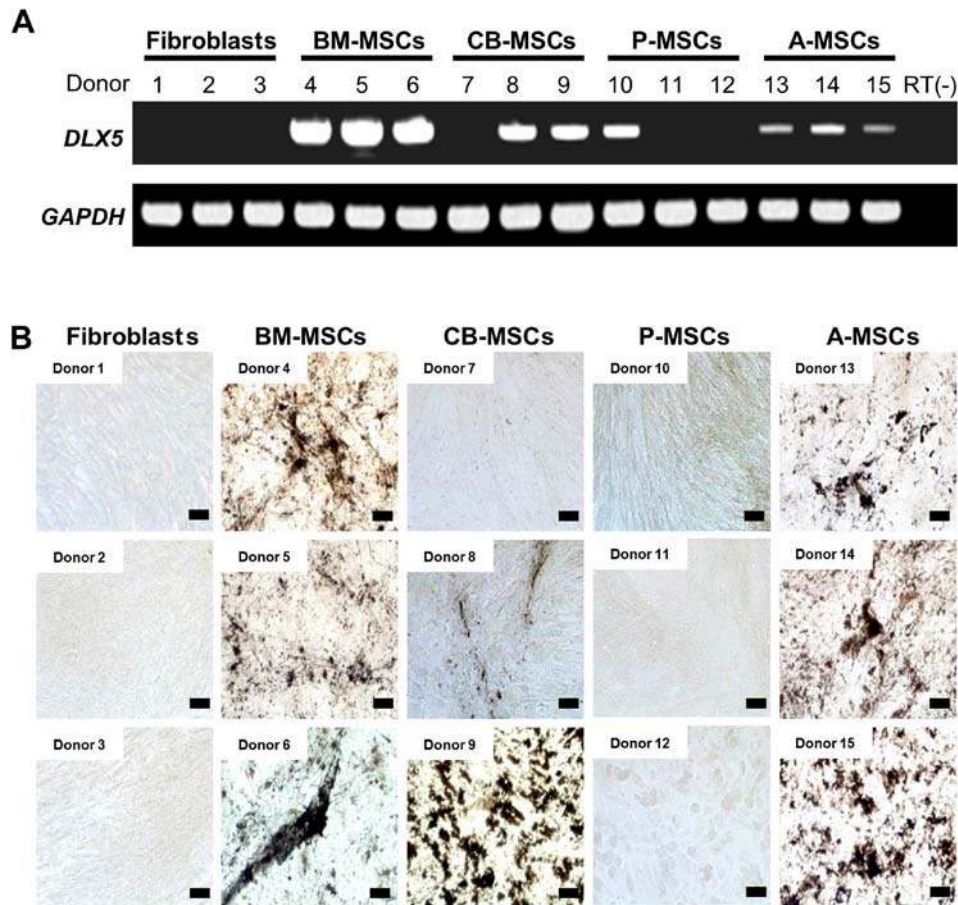 A
Fibroblasts BM-MSCs CB-MSCs P-MSCs A-MSCs
Donor 1 2 3 4 5 6 7 8 9 10 11 12 13 14 15 RT(-)
DLX5
GAPDH
B
Fibroblasts BM-MSCs CB-MSCs P-MSCs A-MSCs
Donor 1 Donor 4 Donor 7 Donor 10 Donor 13
Donor 2 Donor 5 Donor 8 Donor 11 Donor 14
Donor 3 Donor 6 Donor 9 Donor 12 Donor 15